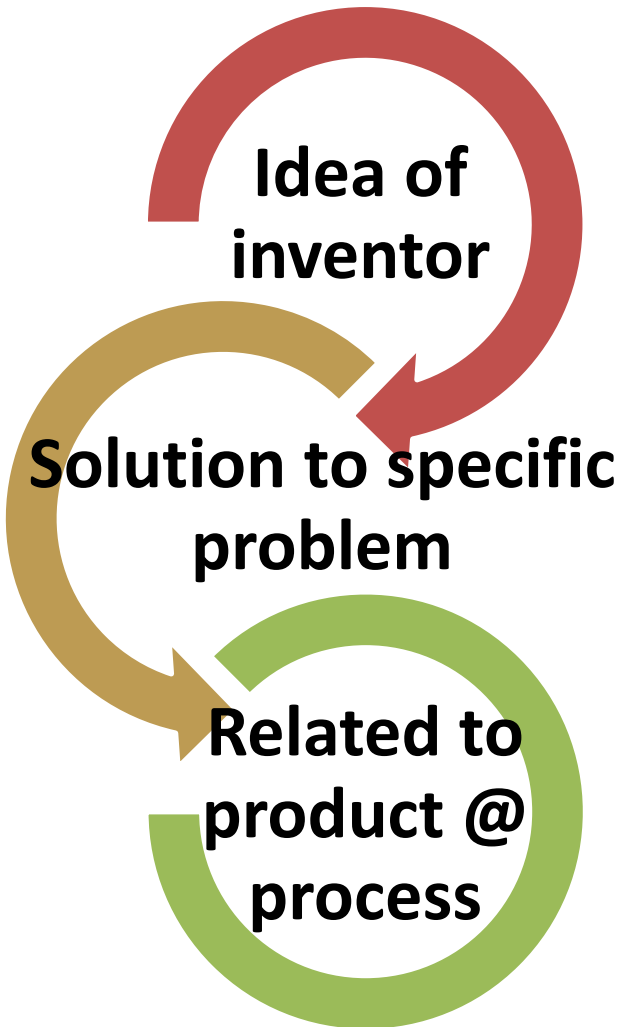 Idea of
inventor
Solution to specific
problem
Related to
product @
process